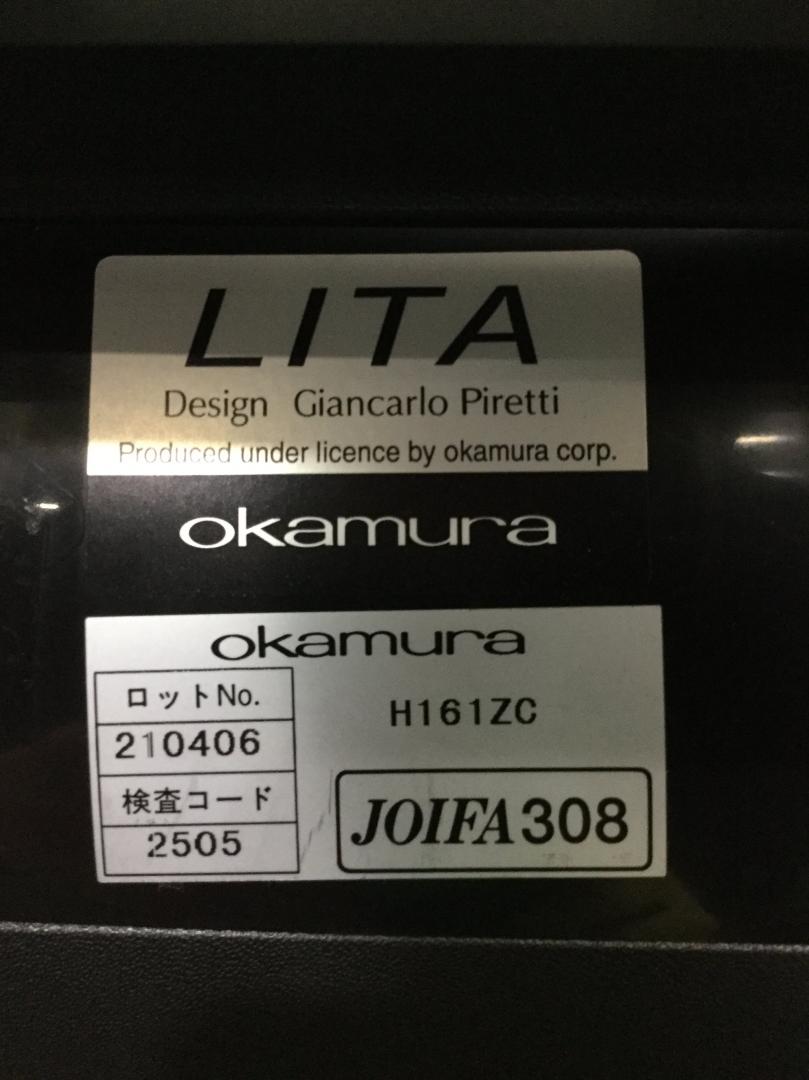 LITA
Design Giancarlo Piretti
Produced under licence by okamura corp.
okamura
okamura
ロットNo.
H161ZC
210406
検査コード
2505
JOIFA308